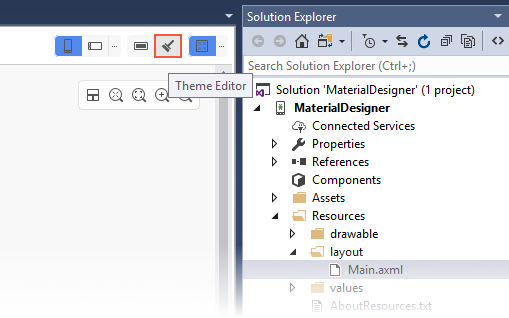 Solution Explorer
Search Solution Explorer (Ctrl+;)
Theme Editor
Solution 'MaterialDesigner' (1 project)
MaterialDesigner
Connected Services
Properties
References
Components
Assets
Resources
drawable
layout
Main.axml
values
AboutResources.txt